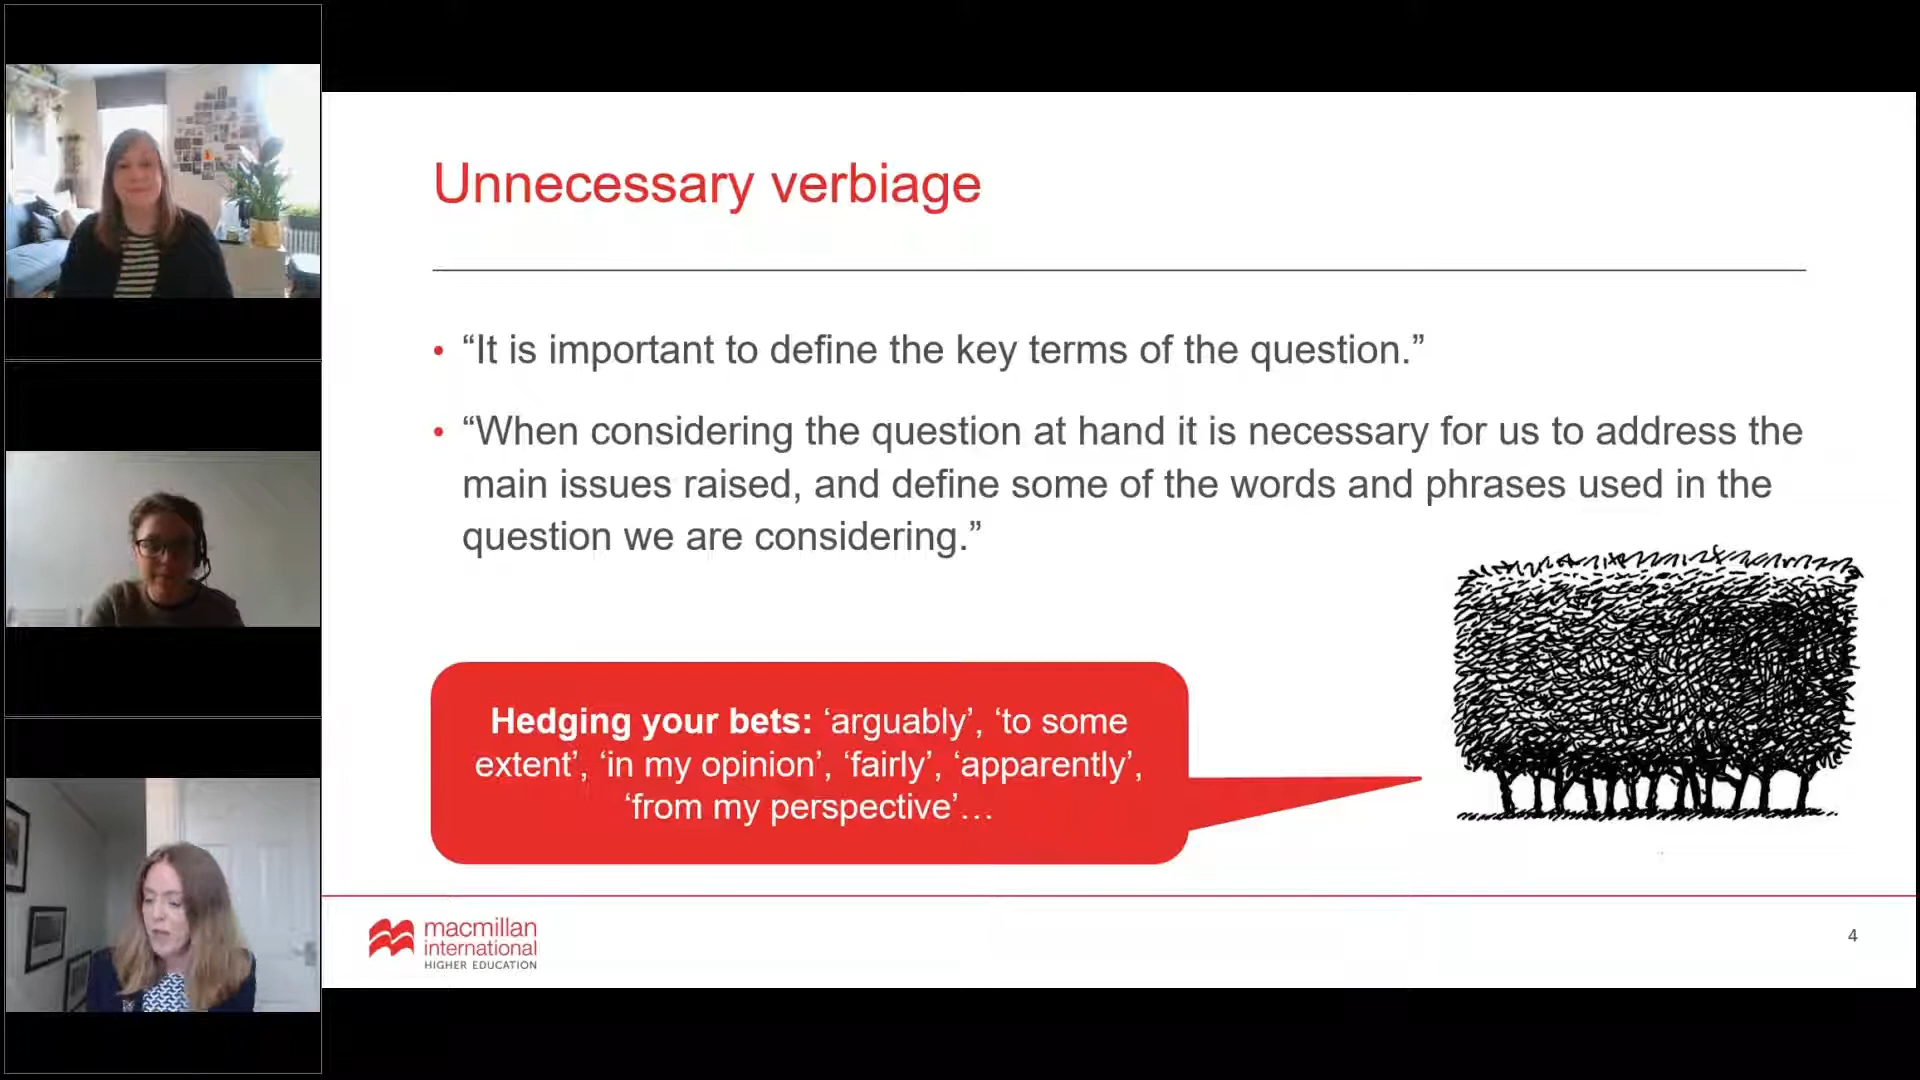 Unnecessary verbiage
• “It is important to define the key terms of the question.”
• “When considering the question at hand it is necessary for us to address the
main issues raised, and define some of the words and phrases used in the
question we are considering.”
Hedging your bets: ‘arguably’, ‘to some
extent’, ‘in my opinion’, ‘fairly’, ‘apparently’,
‘from my perspective’…
macmillan
international
HIGHER EDUCATION
4